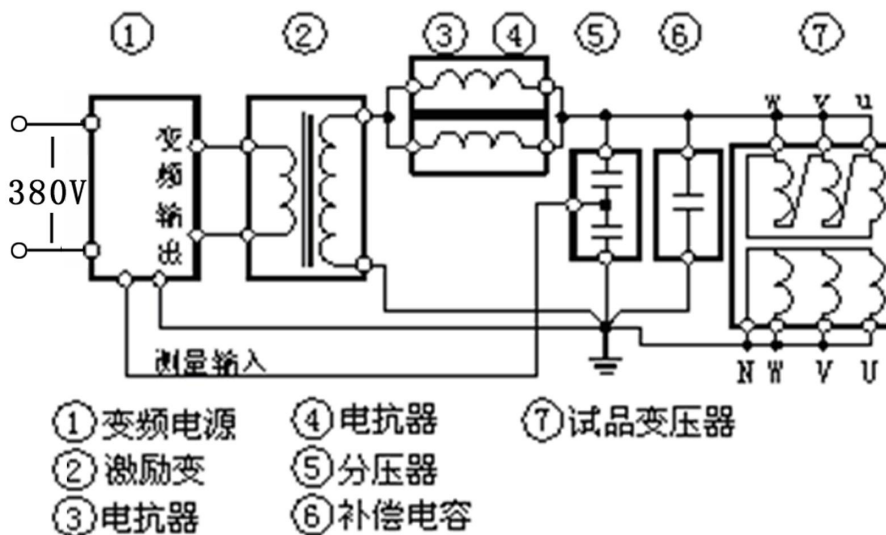 ① ② ③ ④ ⑤ ⑥ ⑦
w v u
变频输出
380V
测量输入
N W V U
①变频电源 ④电抗器 ⑦试品变压器
②激励变 ⑤分压器
③电抗器 ⑥补偿电容